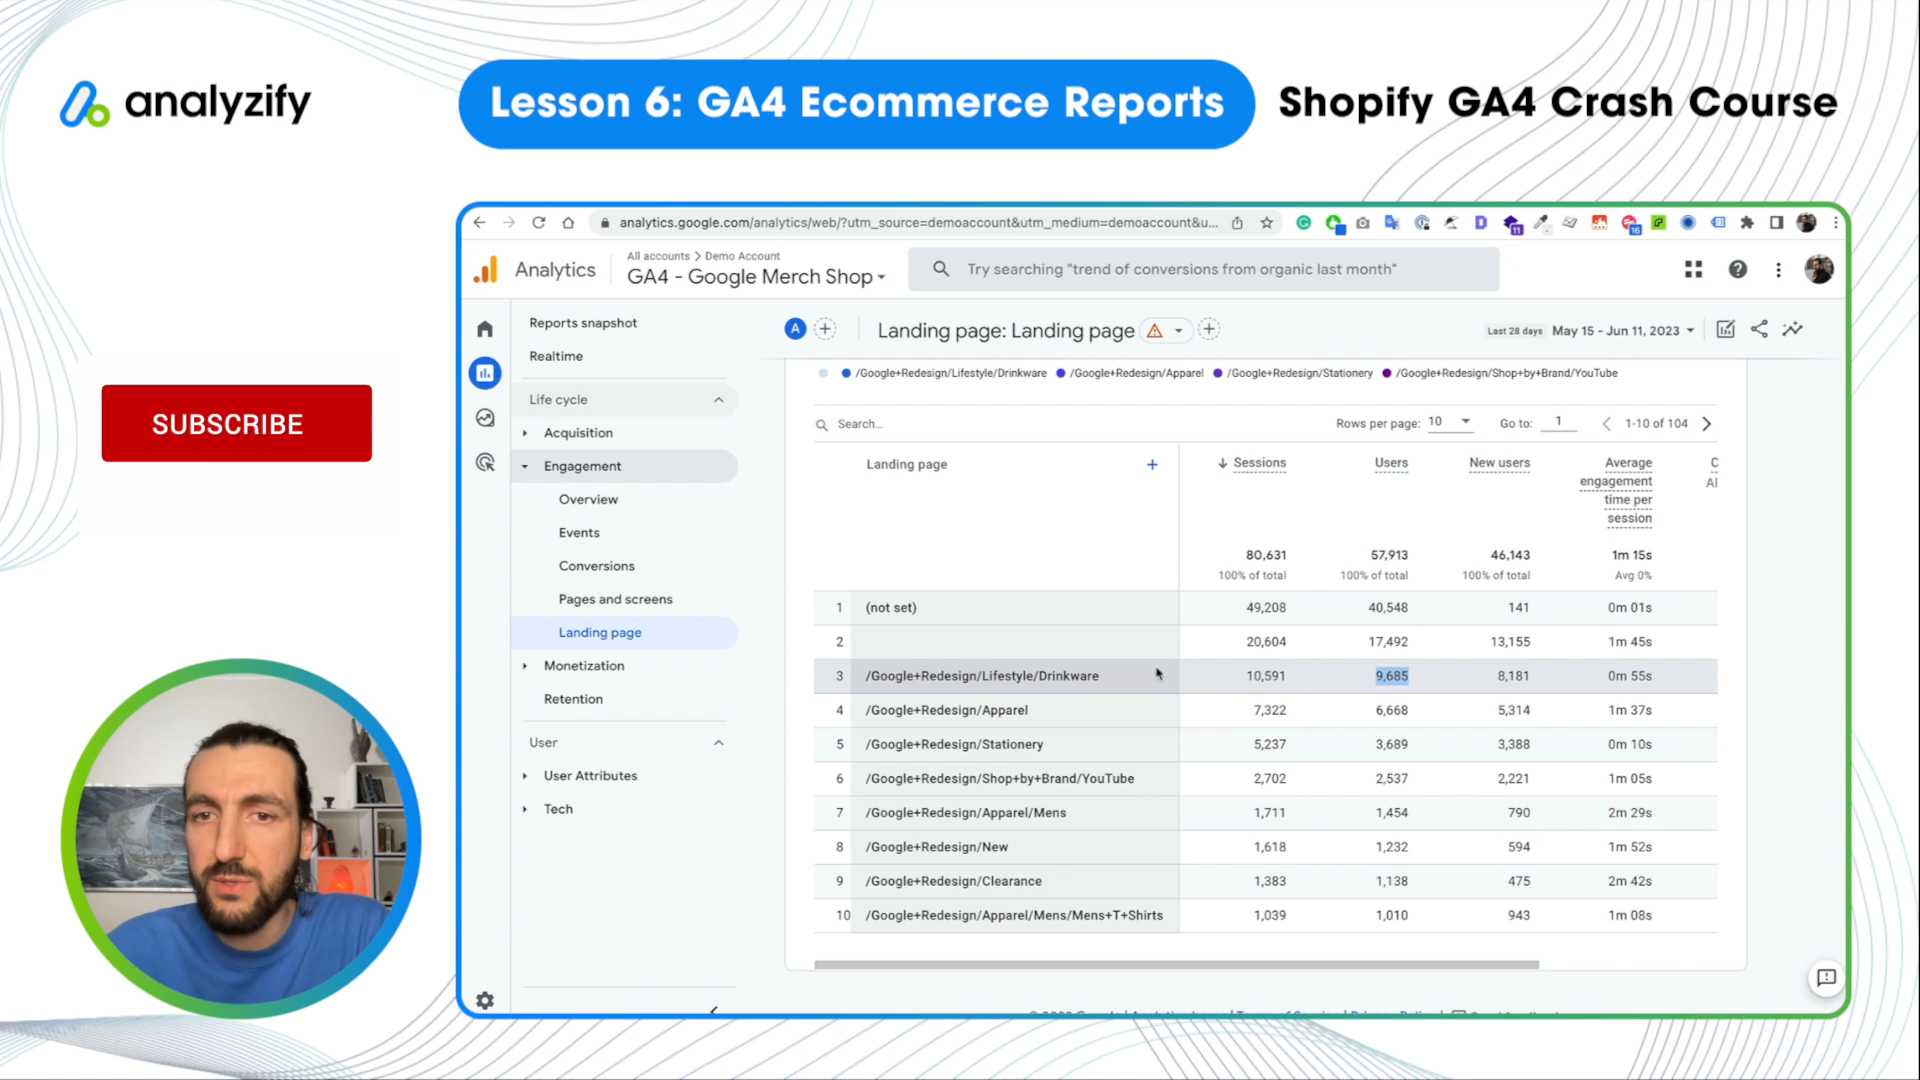 analyzify
Lesson 6: GA4 Ecommerce Reports
Shopify GA4 Crash Course
SUBSCRIBE
analytics.google.com/analytics/web/?utm_source=demoaccount&utm_medium=demoaccount&u...
11
16
Analytics
All accounts > Demo Account
GA4 - Google Merch Shop
Try searching "trend of conversions from organic last month"
Reports snapshot
Realtime
Life cycle
Acquisition
Engagement
Overview
Events
Conversions
Pages and screens
Landing page
Monetization
Retention
User
User Attributes
Tech
A
Landing page: Landing page
Last 28 days May 15 - Jun 11, 2023
/Google+Redesign/Lifestyle/Drinkware /Google+Redesign/Apparel /Google+Redesign/Stationery /Google+Redesign/Shop+by+Brand/YouTube
Search...
Rows per page: 10 Go to: 1 1-10 of 104
Landing page Sessions Users New users Average engagement time per session C Al
80,631 57,913 46,143 1m 15s
100% of total 100% of total 100% of total Avg 0%
1 (not set) 49,208 40,548 141 0m 01s
2 20,604 17,492 13,155 1m 45s
3 /Google+Redesign/Lifestyle/Drinkware 10,591 9,685 8,181 0m 55s
4 /Google+Redesign/Apparel 7,322 6,668 5,314 1m 37s
5 /Google+Redesign/Stationery 5,237 3,689 3,388 0m 10s
6 /Google+Redesign/Shop+by+Brand/YouTube 2,702 2,537 2,221 1m 05s
7 /Google+Redesign/Apparel/Mens 1,711 1,454 790 2m 29s
8 /Google+Redesign/New 1,618 1,232 594 1m 52s
9 /Google+Redesign/Clearance 1,383 1,138 475 2m 42s
10 /Google+Redesign/Apparel/Mens/Mens+T+Shirts 1,039 1,010 943 1m 08s